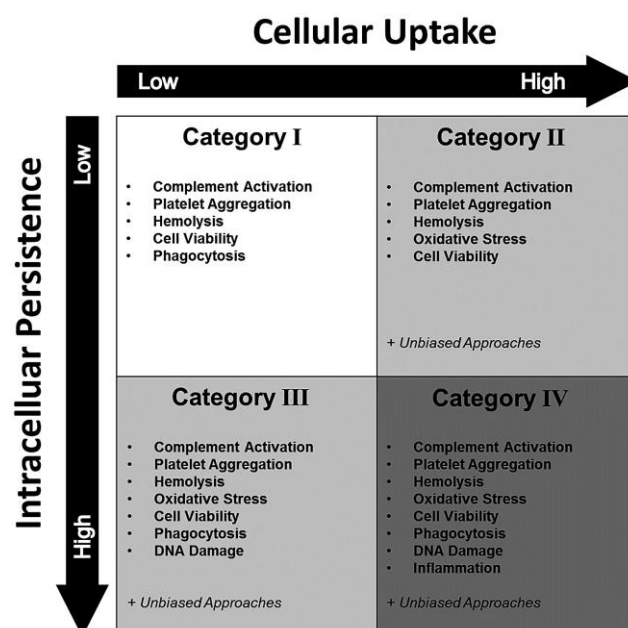 Cellular Uptake
Low
High
Intracelluar Persistence
Low
High
Category I
• Complement Activation
• Platelet Aggregation
• Hemolysis
• Cell Viability
• Phagocytosis
Category II
• Complement Activation
• Platelet Aggregation
• Hemolysis
• Oxidative Stress
• Cell Viability
+ Unbiased Approaches
Category III
• Complement Activation
• Platelet Aggregation
• Hemolysis
• Oxidative Stress
• Cell Viability
• Phagocytosis
• DNA Damage
+ Unbiased Approaches
Category IV
• Complement Activation
• Platelet Aggregation
• Hemolysis
• Oxidative Stress
• Cell Viability
• Phagocytosis
• DNA Damage
• Inflammation
+ Unbiased Approaches